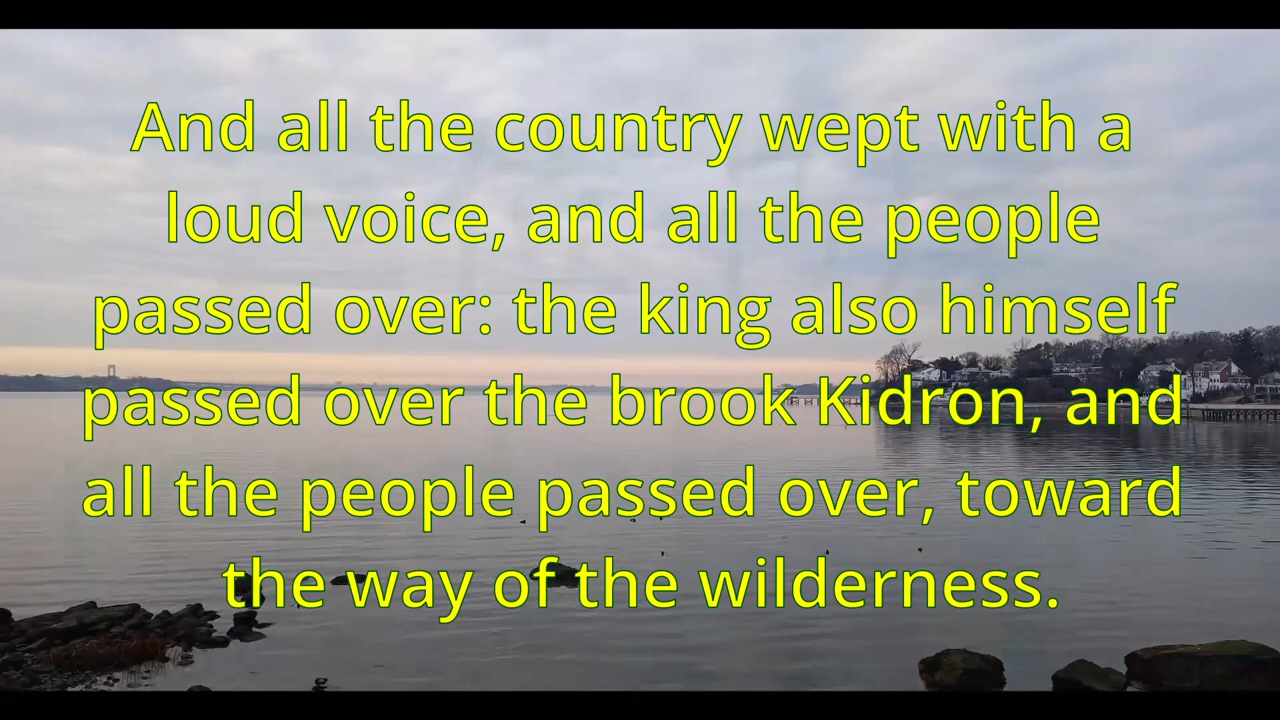 And all the country wept with a
loud voice, and all the people
passed over: the king also himself
passed over the brook Kidron, and
all the people passed over, toward
the way of the wilderness.